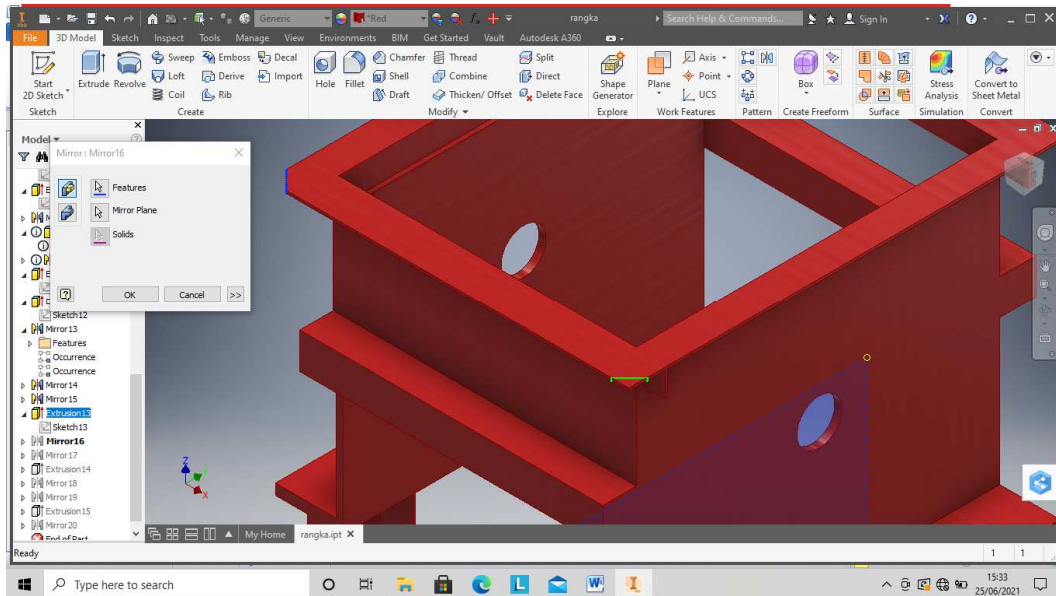 PRO
Generic
*Red
rangka
Search Help & Commands...
Sign In
File 3D Model Sketch Inspect Tools Manage View Environments BIM Get Started Vault Autodesk A360
Start 2D Sketch
Extrude
Revolve
Sweep
Loft
Coil
Emboss
Derive
Rib
Decal
Import
Hole
Fillet
Chamfer
Shell
Draft
Thread
Combine
Thicken/ Offset
Split
Direct
Delete Face
Shape Generator
Plane
Axis
Point
UCS
Box
Stress Analysis
Convert to Sheet Metal
Sketch Create Modify Explore Work Features Pattern Create Freeform Surface Simulation Convert
Model
Mirror : Mirror16
Features
Mirror Plane
Solids
OK Cancel >>
Sketch12
Mirror13
Features
Occurrence
Occurrence
Mirror14
Mirror15
Extrusion13
Sketch13
Mirror16
Mirror17
Extrusion14
Mirror18
Mirror19
Extrusion15
Mirror20
End of Part
Z
X
My Home rangka.ipt
Ready
1 1
Type here to search
15:33
25/06/2021